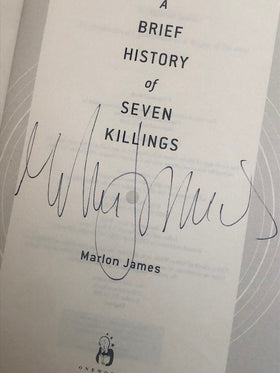 A
BRIEF
HISTORY
of
SEVEN
KILLINGS
Marlon James